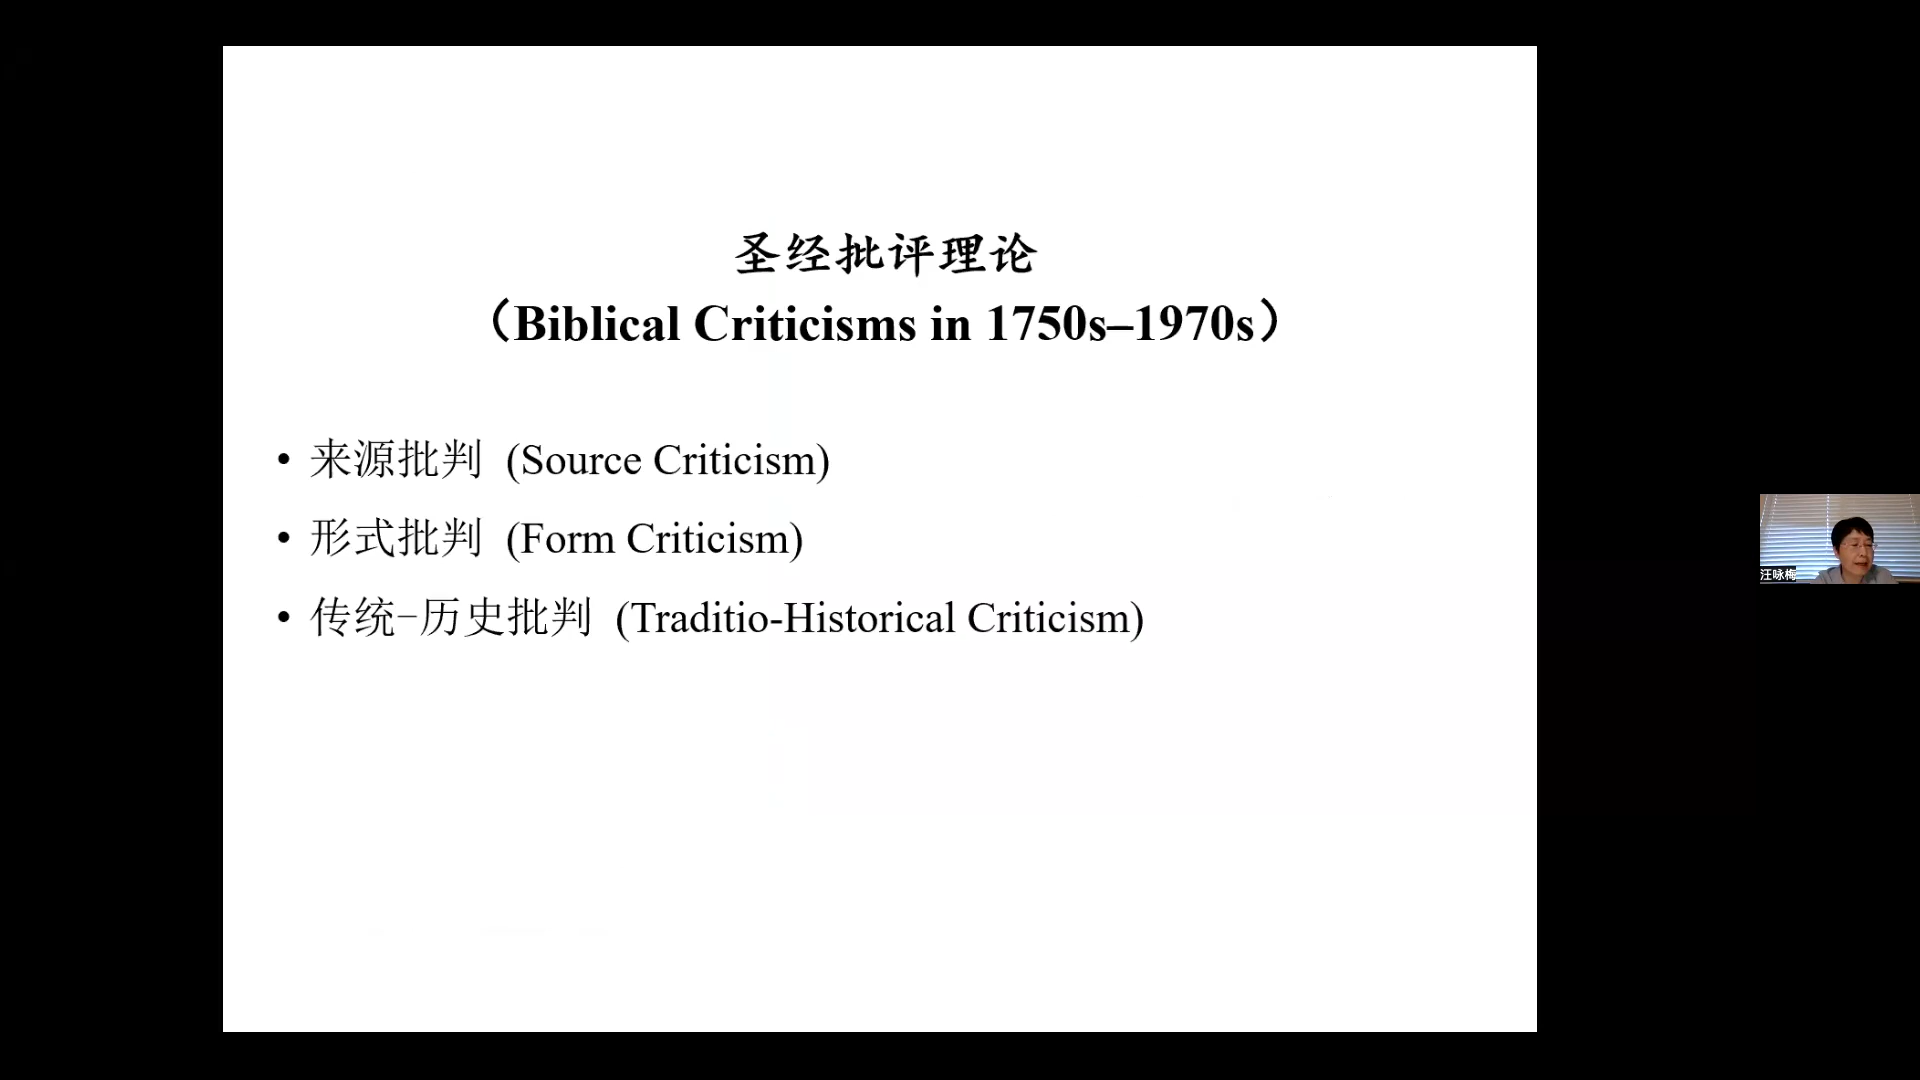 圣经批评理论
（Biblical Criticisms in 1750s–1970s）
• 来源批判 (Source Criticism)
• 形式批判 (Form Criticism)
• 传统-历史批判 (Traditio-Historical Criticism)
汪咏梅